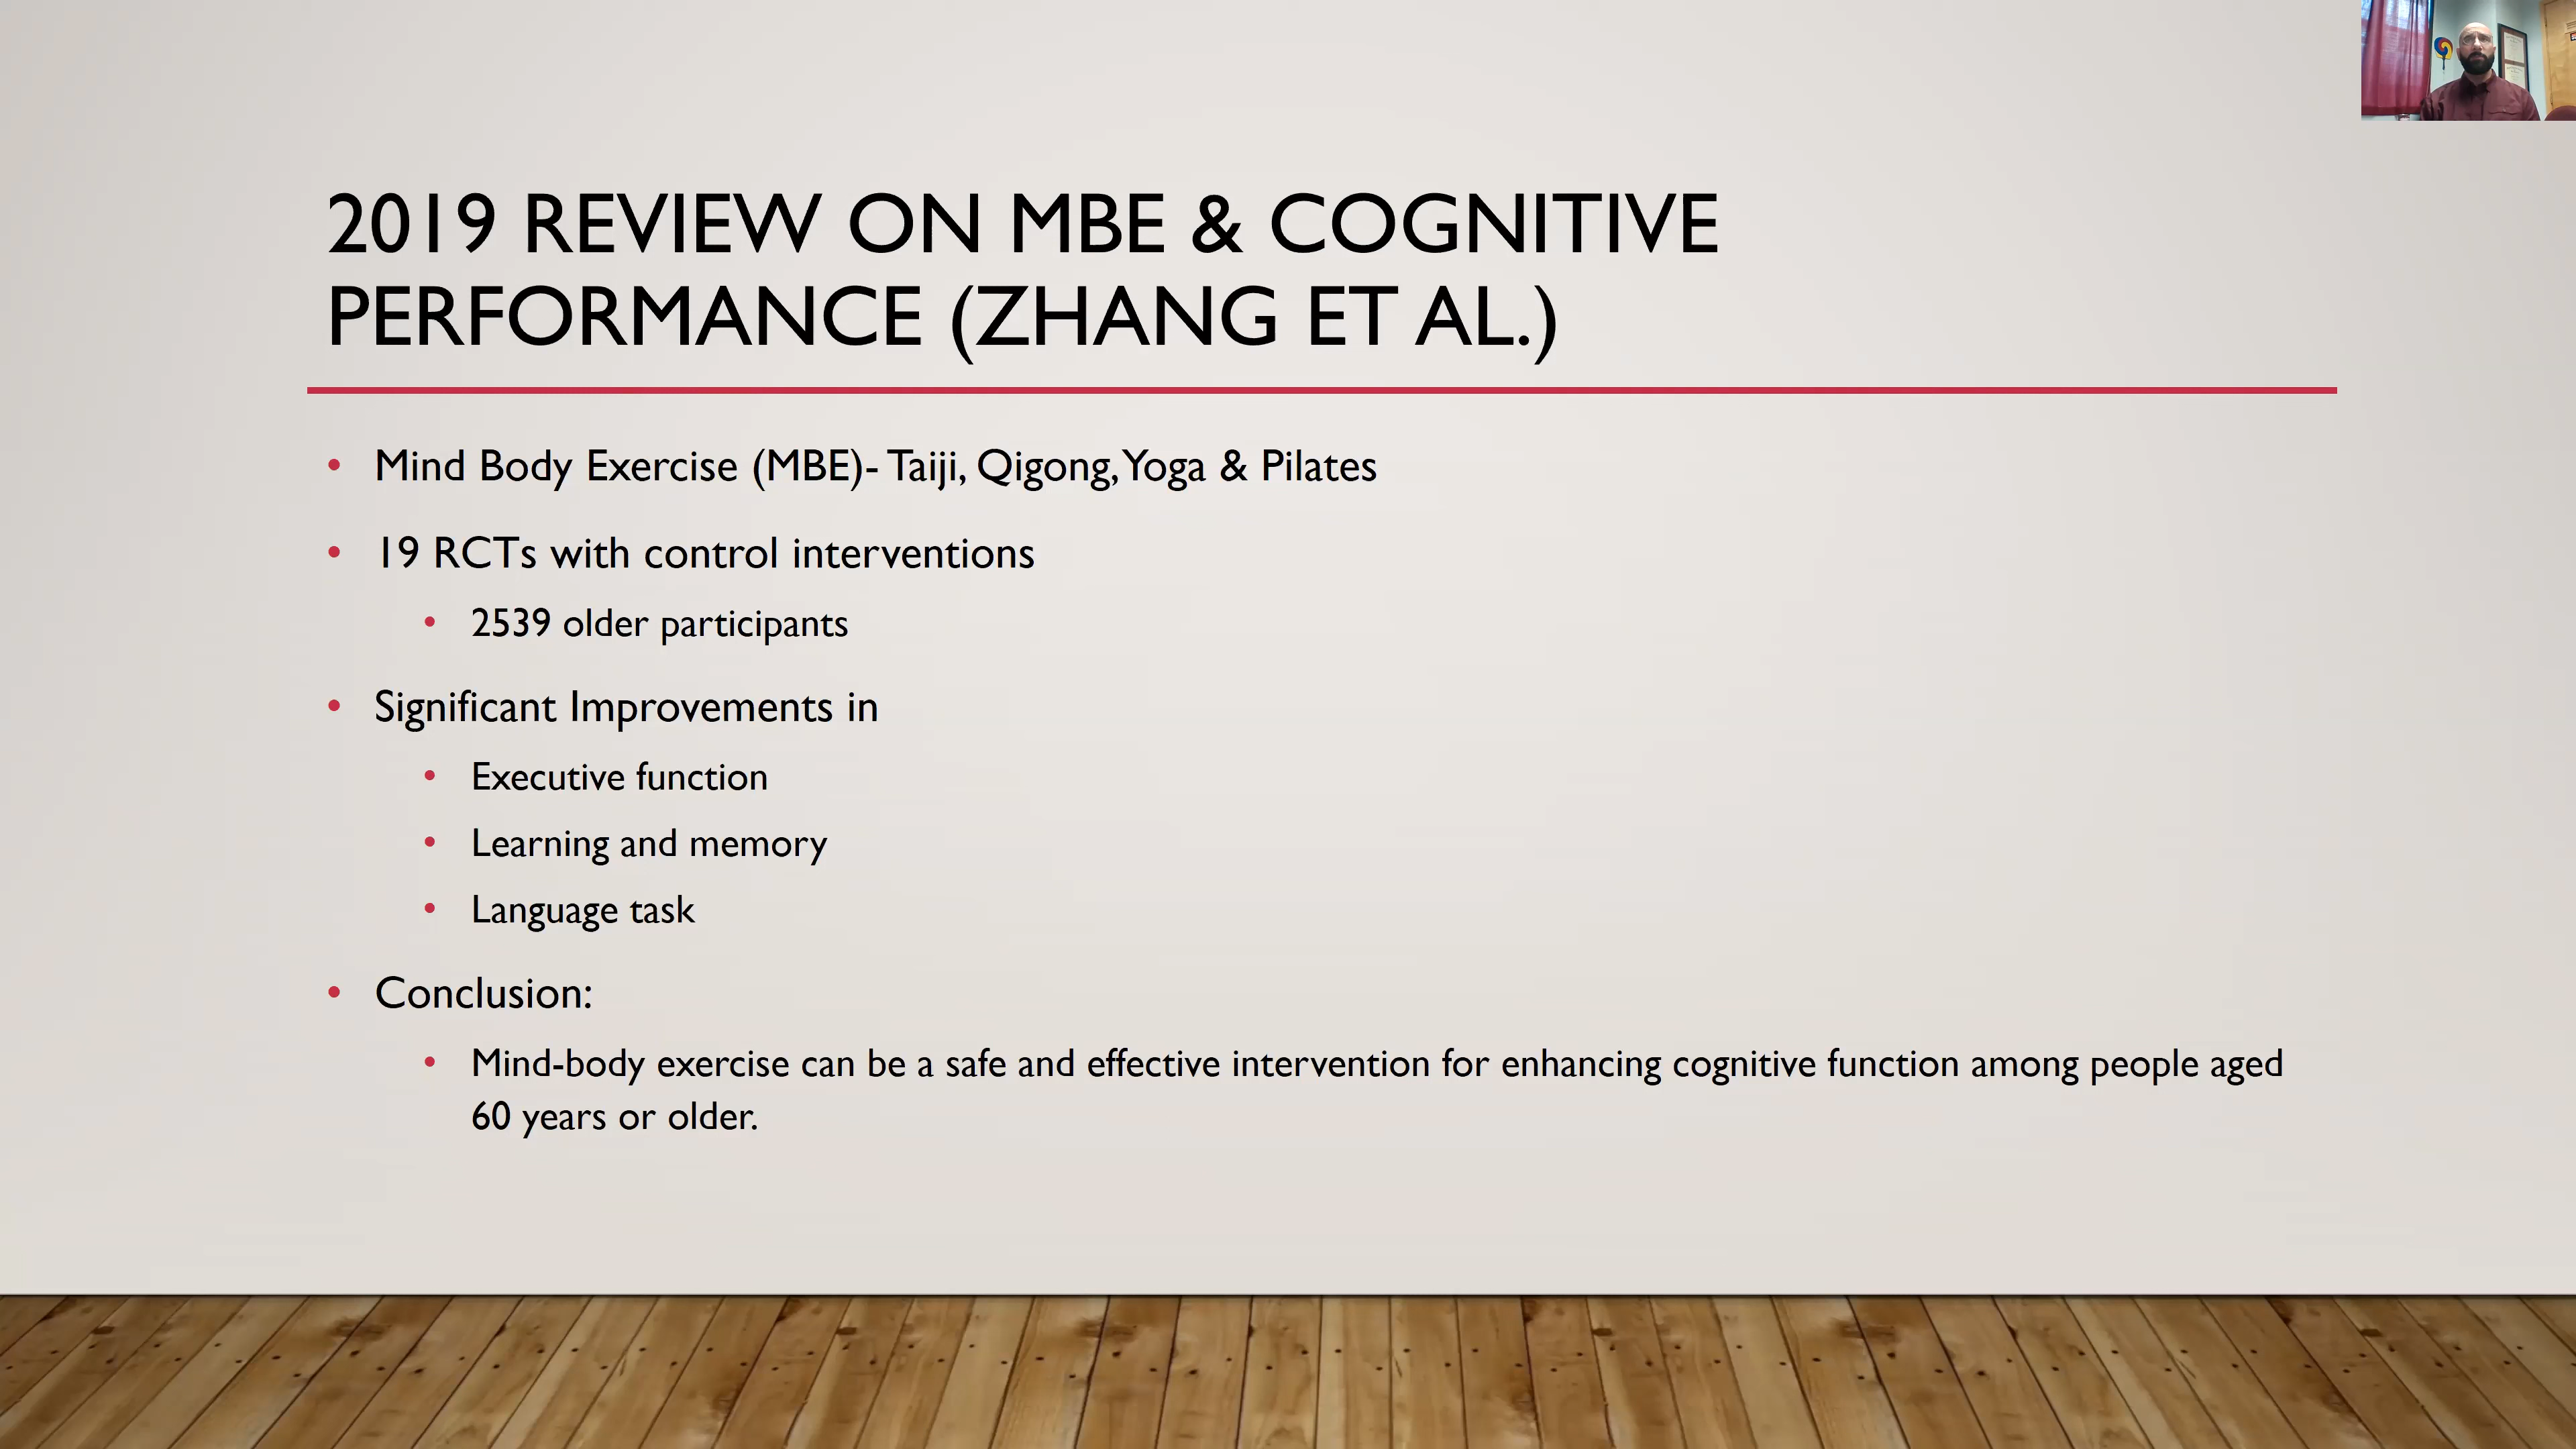 2019 REVIEW ON MBE & COGNITIVE
PERFORMANCE (ZHANG ET AL.)
• Mind Body Exercise (MBE)- Taiji, Qigong, Yoga & Pilates
• 19 RCTs with control interventions
• 2539 older participants
• Significant Improvements in
• Executive function
• Learning and memory
• Language task
• Conclusion:
• Mind-body exercise can be a safe and effective intervention for enhancing cognitive function among people aged
60 years or older.